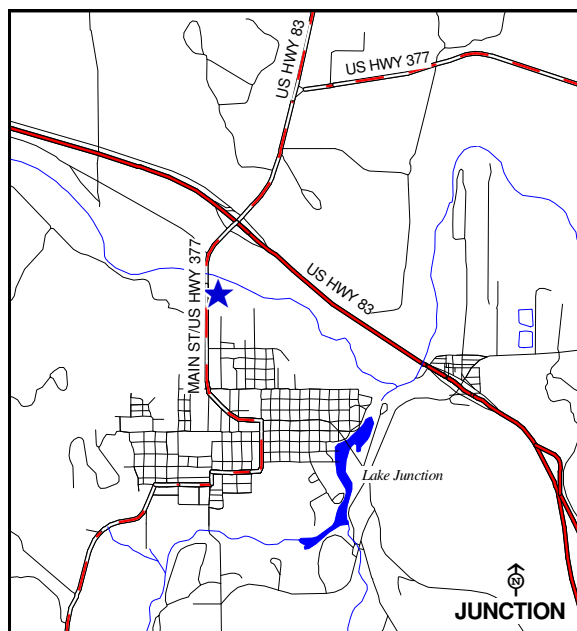 US HWY 83
US HWY 377
MAIN ST/US HWY 377
US HWY 83
Lake Junction
N
JUNCTION